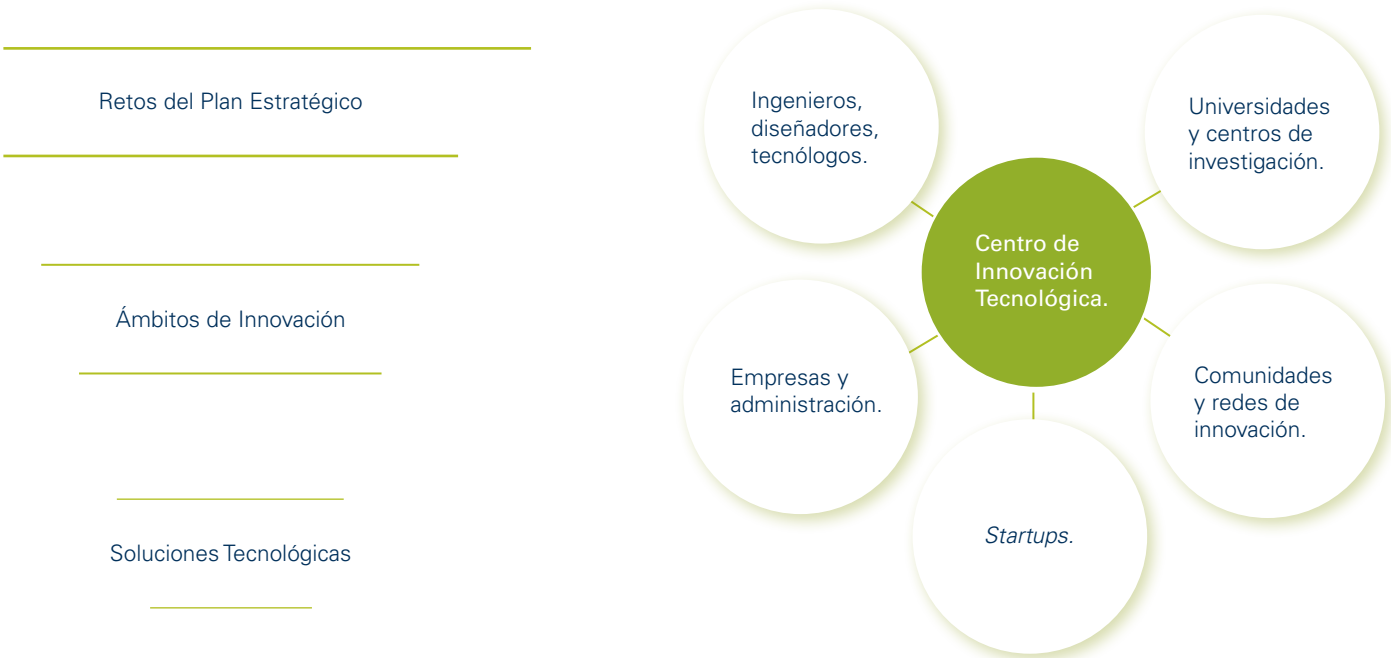 Retos del Plan Estratégico
Ámbitos de Innovación
Soluciones Tecnológicas
Ingenieros,
diseñadores,
tecnólogos.
Universidades
y centros de
investigación.
Centro de
Innovación
Tecnológica.
Empresas y
administración.
Comunidades
y redes de
innovación.
Startups.